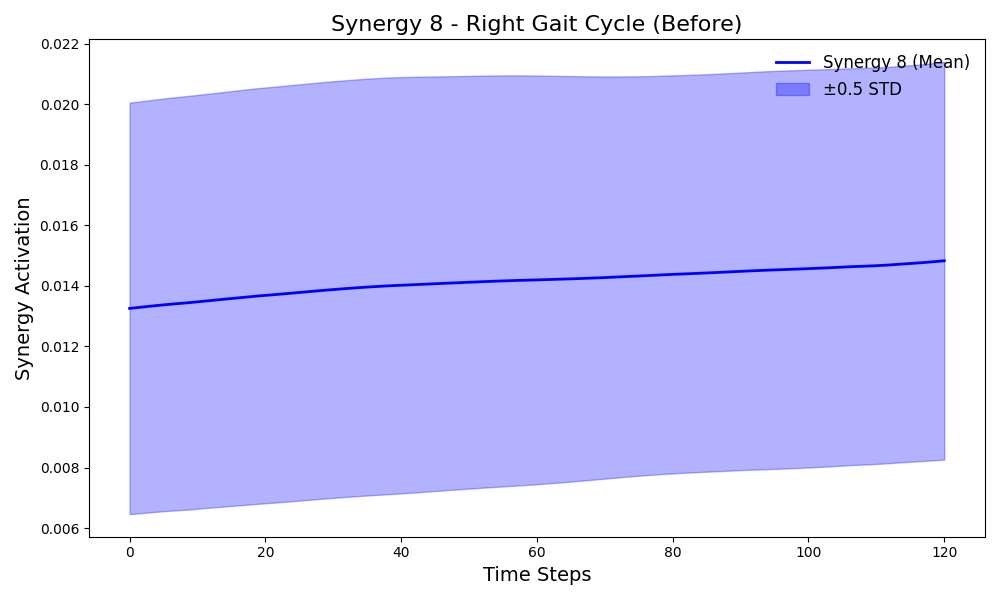 Synergy 8 - Right Gait Cycle (Before)
Synergy 8 (Mean)
±0.5 STD
Synergy Activation
0.022
0.020
0.018
0.016
0.014
0.012
0.010
0.008
0.006
0 20 40 60 80 100 120
Time Steps